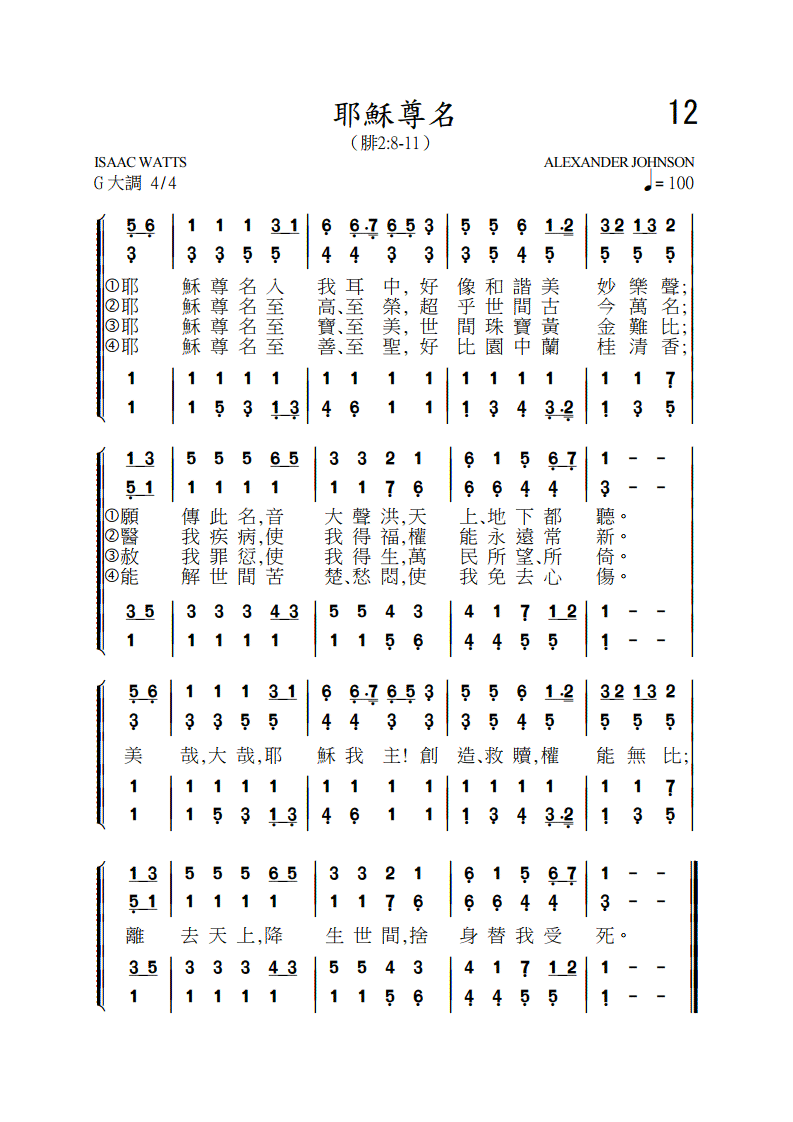 耶穌尊名 12
（腓2:8-11）
ISAAC WATTS ALEXANDER JOHNSON
G 大調 4/4 ♩= 100
5̣ 6̣ | 1 1 1 3 1 | 6̣ 6̣ . 7̣ 6̣ 5̣ 3̣ | 5̣ 5̣ 6̣ 1 . 2 | 3 2 1 3 2
3̣ | 3̣ 3̣ 5̣ 5̣ | 4̣ 4̣ 3̣ 3̣ | 3̣ 5̣ 4̣ 5̣ | 5̣ 5̣ 5̣
①耶 穌尊名入 我耳中,好 像和諧美 妙樂聲;
②耶 穌尊名至 高、至榮,超 乎世間古 今萬名;
③耶 穌尊名至 寶、至美,世 間珠寶黃 金難比;
④耶 穌尊名至 善、至聖,好 比園中蘭 桂清香;
1 | 1 1 1 1 | 1 1 1 1 | 1 1 1 1 | 1 1 7̣
1 | 1 5̣ 3̣ 1̣ 3̣ | 4̣ 6̣ 1 1 | 1̣ 3̣ 4̣ 3̣ . 2̣ | 1̣ 3̣ 5̣
1 3 | 5 5 5 6 5 | 3 3 2 1 | 6̣ 1 5̣ 6̣ 7̣ | 1 - -
5̣ 1 | 1 1 1 1 | 1 1 7̣ 6̣ | 6̣ 6̣ 4̣ 4̣ | 3̣ - -
①願 傳此名,音 大聲洪,天 上、地下都 聽。
②醫 我疾病,使 我得福,權 能永遠常 新。
③赦 我罪愆,使 我得生,萬 民所望、所 倚。
④能 解世間苦 楚、愁悶,使 我免去心 傷。
3 5 | 3 3 3 4 3 | 5 5 4 3 | 4 1 7̣ 1 2 | 1 - -
1 | 1 1 1 1 | 1 1 5̣ 6̣ | 4̣ 4̣ 5̣ 5̣ | 1̣ - -
5̣ 6̣ | 1 1 1 3 1 | 6̣ 6̣ . 7̣ 6̣ 5̣ 3̣ | 5̣ 5̣ 6̣ 1 . 2 | 3 2 1 3 2
3̣ | 3̣ 3̣ 5̣ 5̣ | 4̣ 4̣ 3̣ 3̣ | 3̣ 5̣ 4̣ 5̣ | 5̣ 5̣ 5̣
美 哉,大哉,耶 穌我主!創 造、救贖,權 能無比;
1 | 1 1 1 1 | 1 1 1 1 | 1 1 1 1 | 1 1 7̣
1 | 1 5̣ 3̣ 1̣ 3̣ | 4̣ 6̣ 1 1 | 1̣ 3̣ 4̣ 3̣ . 2̣ | 1̣ 3̣ 5̣
1 3 | 5 5 5 6 5 | 3 3 2 1 | 6̣ 1 5̣ 6̣ 7̣ | 1 - -
5̣ 1 | 1 1 1 1 | 1 1 7̣ 6̣ | 6̣ 6̣ 4̣ 4̣ | 3̣ - -
離 去天上,降 生世間,捨 身替我受 死。
3 5 | 3 3 3 4 3 | 5 5 4 3 | 4 1 7̣ 1 2 | 1 - -
1 | 1 1 1 1 | 1 1 5̣ 6̣ | 4̣ 4̣ 5̣ 5̣ | 1̣ - -